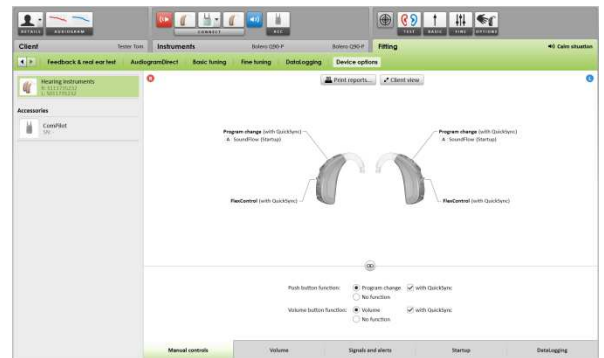 DETAILS AUDIOGRAM CONNECT REC TEST BASIC FINE OPTIONS
Client Tester Tom Instruments Bolero Q90-P Bolero Q90-P Fitting Calm situation
Feedback & real ear test AudiogramDirect Basic tuning Fine tuning DataLogging Device options
Hearing instruments
Print reports... Client view
Accessories
ComPilot
SN: -
Program change (with QuickSync)
A SoundFlow (Startup)
Program change (with QuickSync)
A SoundFlow (Startup)
FlexControl (with QuickSync)
FlexControl (with QuickSync)
Push button function: Program change with QuickSync
No function
Volume button function: Volume with QuickSync
No function
Manual controls Volume Signals and alerts Startup DataLogging